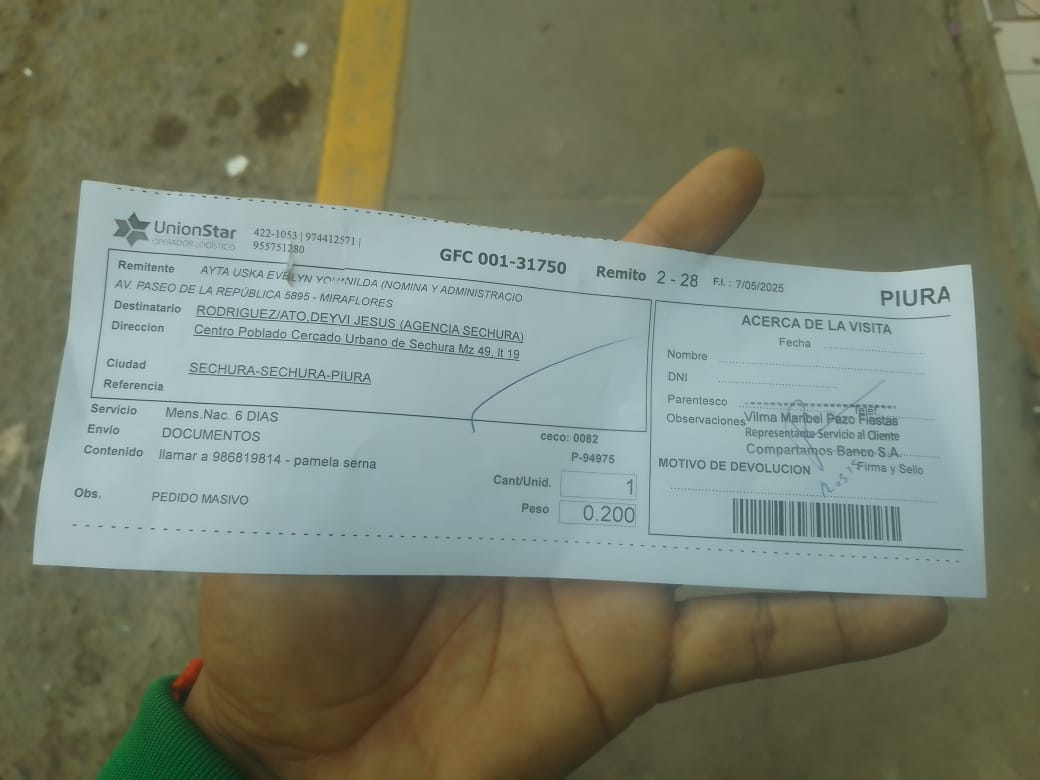 UnionStar
OPERADOR LOGÍSTICO
422-1053 | 974412571 |
955751280
GFC 001-31750
Remito 2 - 28
F.I. : 7/05/2025
PIURA
Remitente AYTA USKA EVELYN YOVANILDA (NOMINA Y ADMINISTRACIO
AV. PASEO DE LA REPÚBLICA 5895 - MIRAFLORES
Destinatario RODRIGUEZ/ATO,DEYVI JESUS (AGENCIA SECHURA)
Direccion Centro Poblado Cercado Urbano de Sechura Mz 49, lt 19
Ciudad SECHURA-SECHURA-PIURA
Referencia
Servicio Mens.Nac. 6 DIAS
Envío DOCUMENTOS
Contenido llamar a 986819814 - pamela serna
Obs. PEDIDO MASIVO
ceco: 0082
P-94975
Cant/Unid. 1
Peso 0.200
ACERCA DE LA VISITA
Fecha
Nombre
DNI
Parentesco
Telef.
Observaciones Vilma Maribel Pazo Fiestas
Representante Servicio al Cliente
Compartamos Banco S.A.
MOTIVO DE DEVOLUCION Firma y Sello